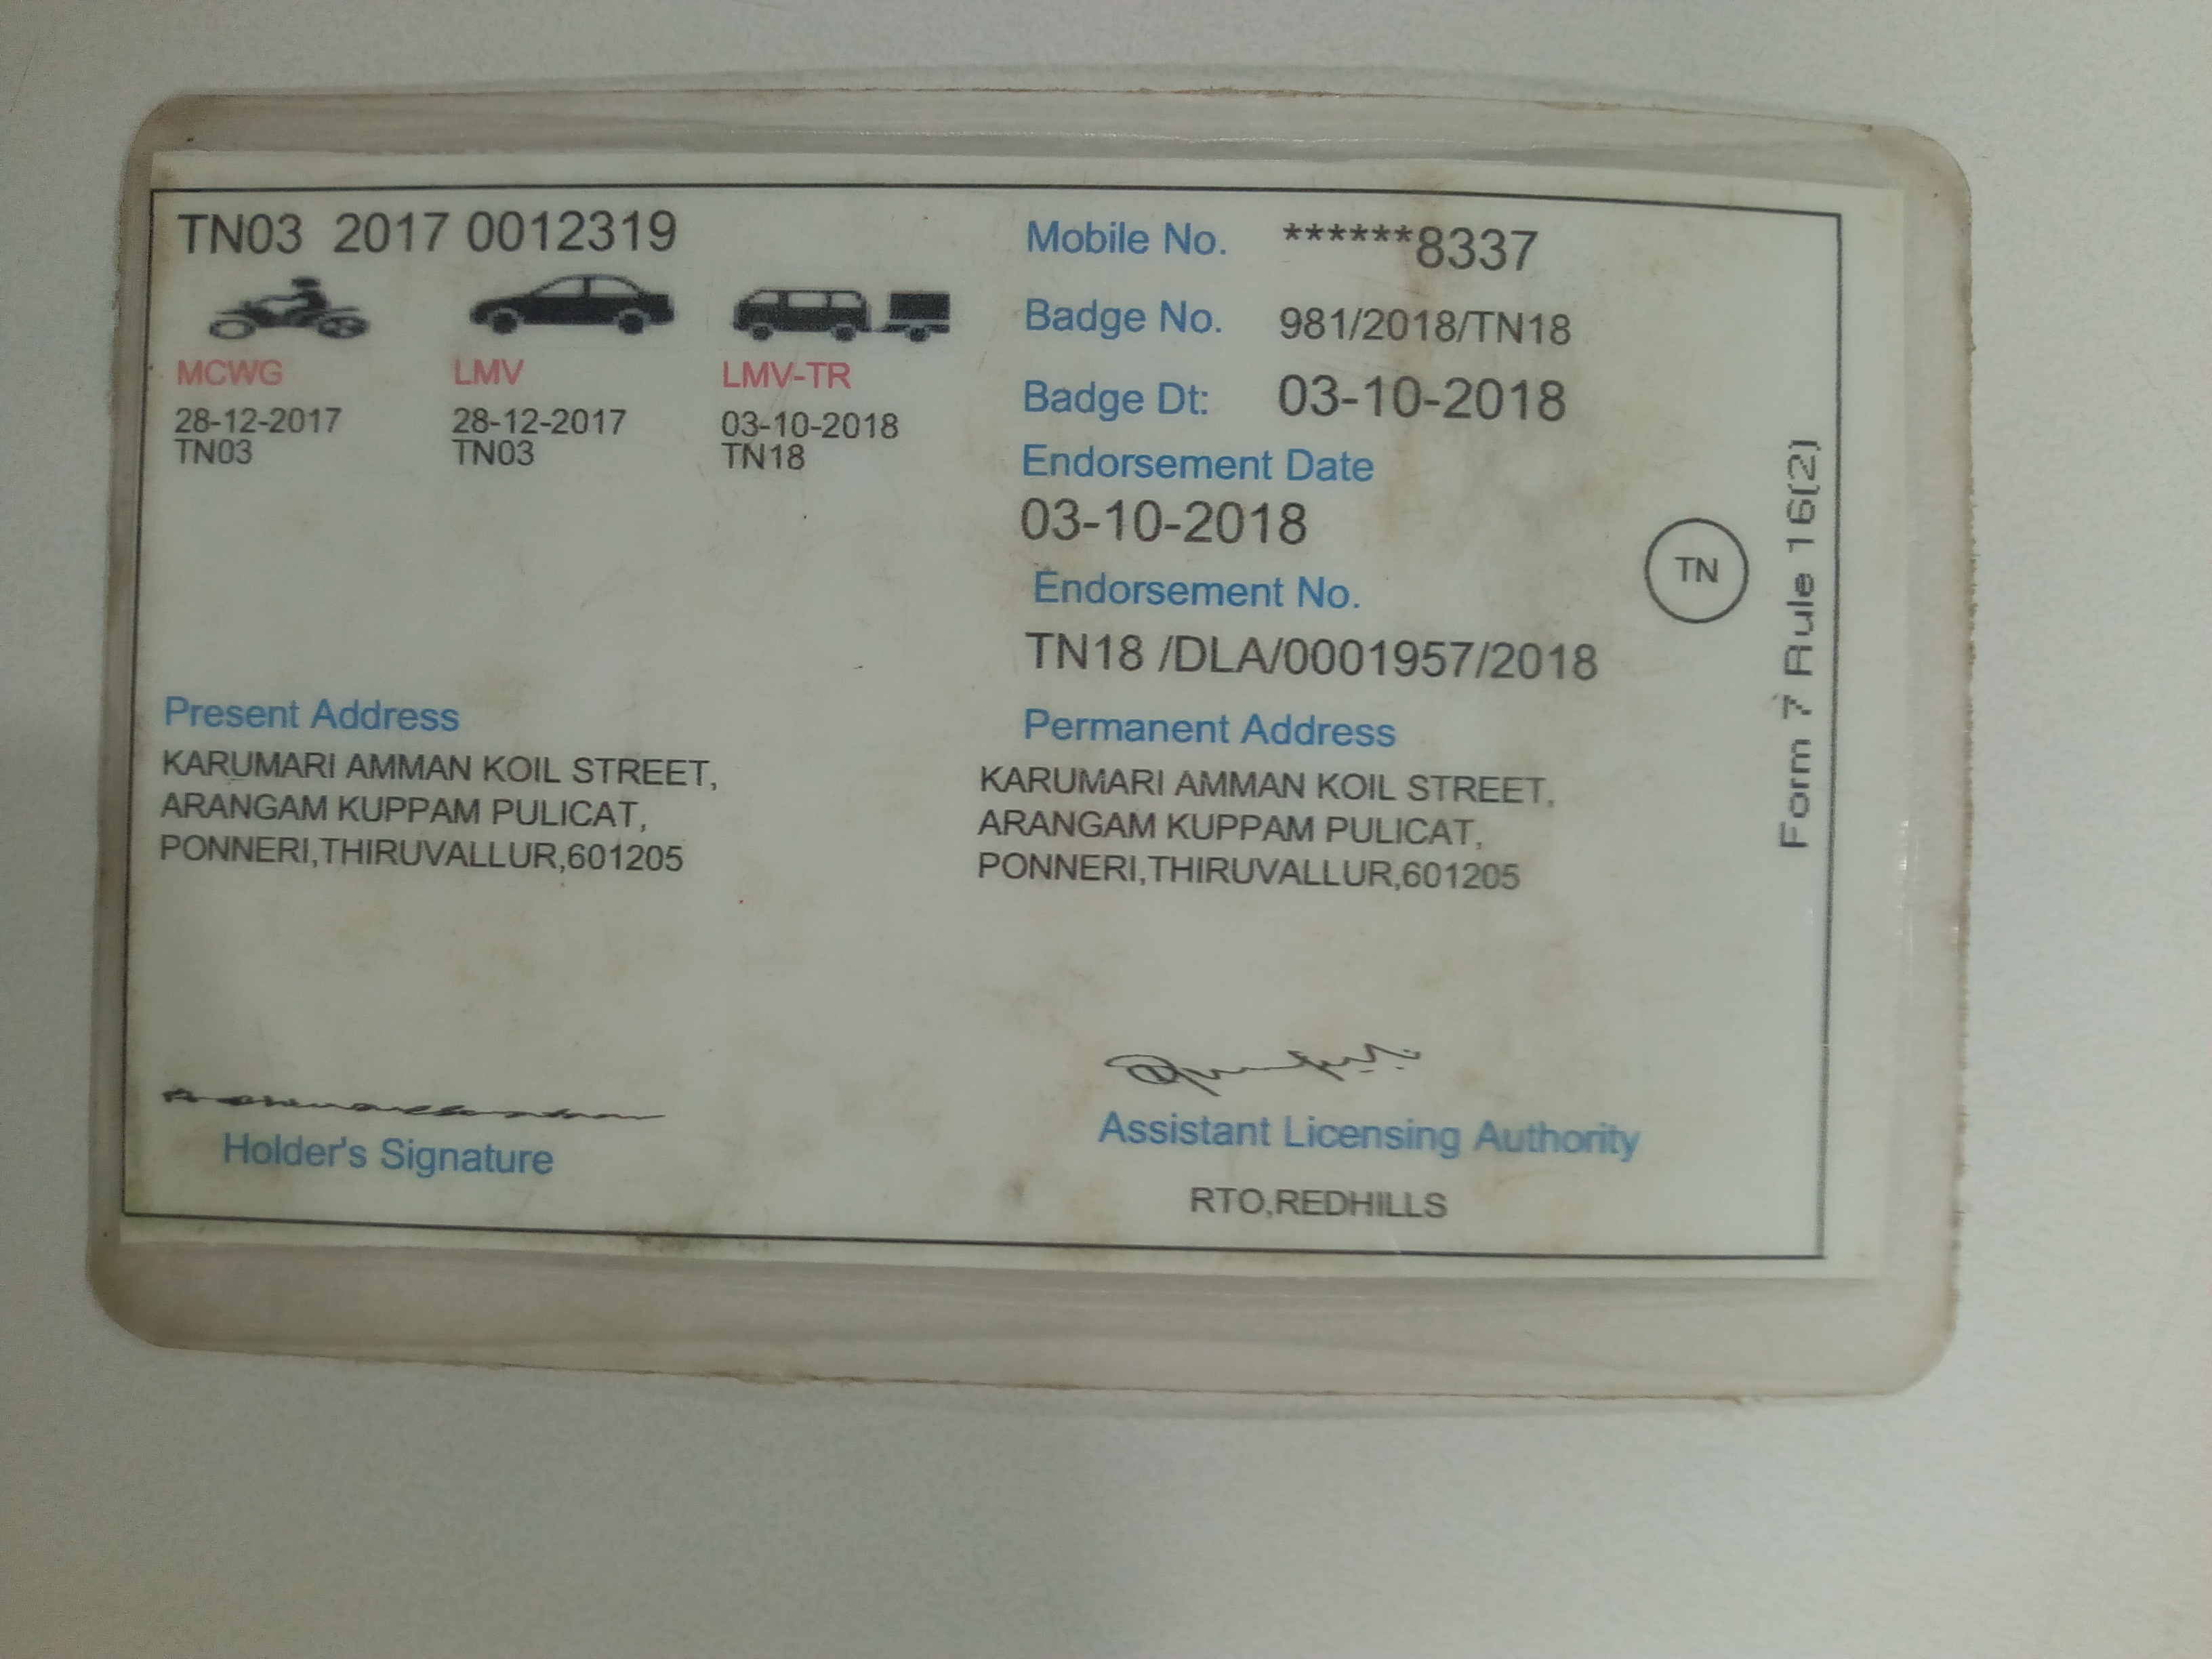 TN03 2017 0012319
MCWG LMV LMV-TR
28-12-2017 28-12-2017 03-10-2018
TN03 TN03 TN18
Mobile No. ******8337
Badge No. 981/2018/TN18
Badge Dt: 03-10-2018
Endorsement Date
03-10-2018
Endorsement No.
TN18 /DLA/0001957/2018
TN
Form 7 Rule 16(2)
Present Address
KARUMARI AMMAN KOIL STREET,
ARANGAM KUPPAM PULICAT,
PONNERI,THIRUVALLUR,601205
Permanent Address
KARUMARI AMMAN KOIL STREET,
ARANGAM KUPPAM PULICAT,
PONNERI,THIRUVALLUR,601205
Holder's Signature
Assistant Licensing Authority
RTO,REDHILLS